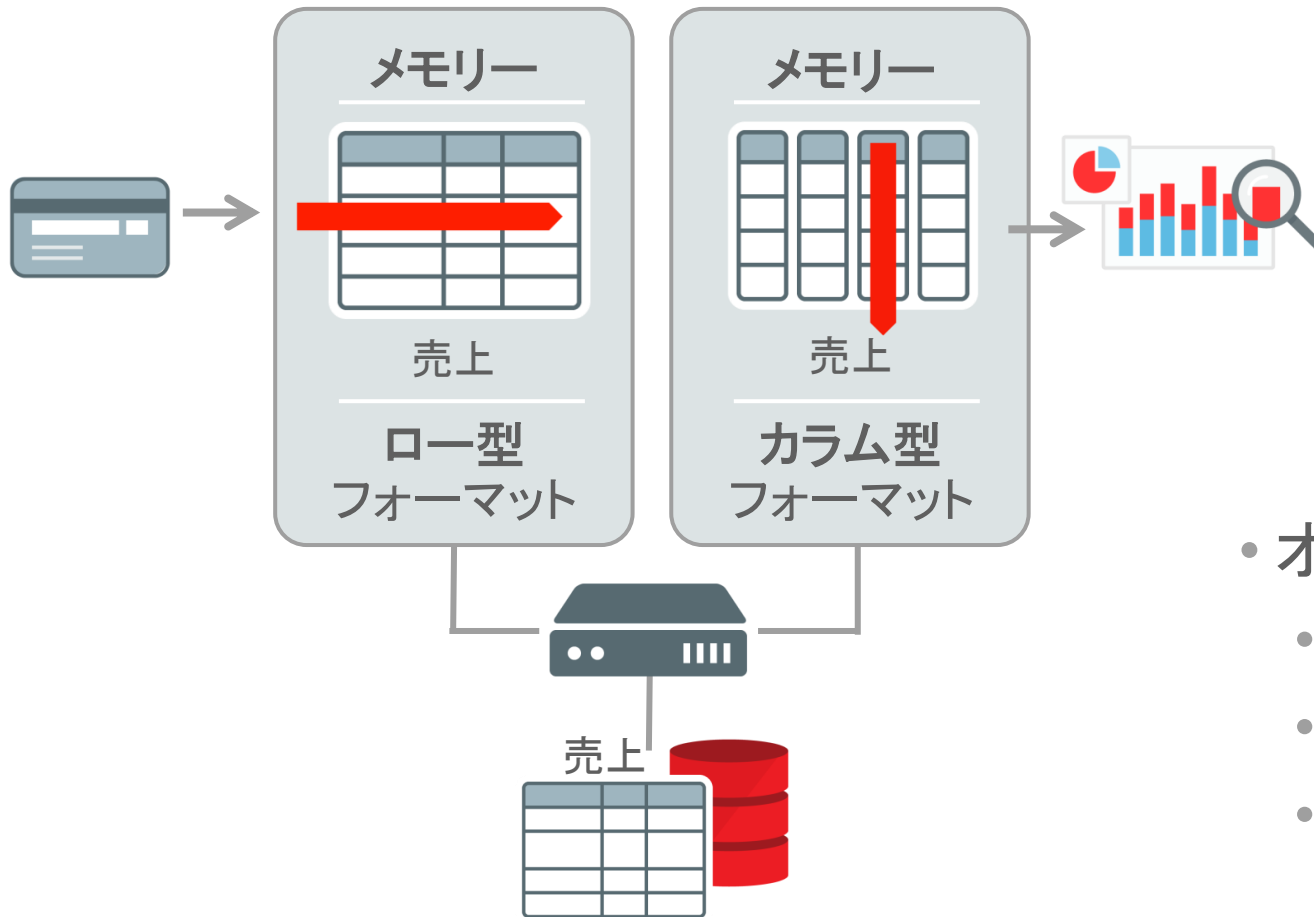 メモリー
売上
ロー型
フォーマット
メモリー
売上
カラム型
フォーマット
売上